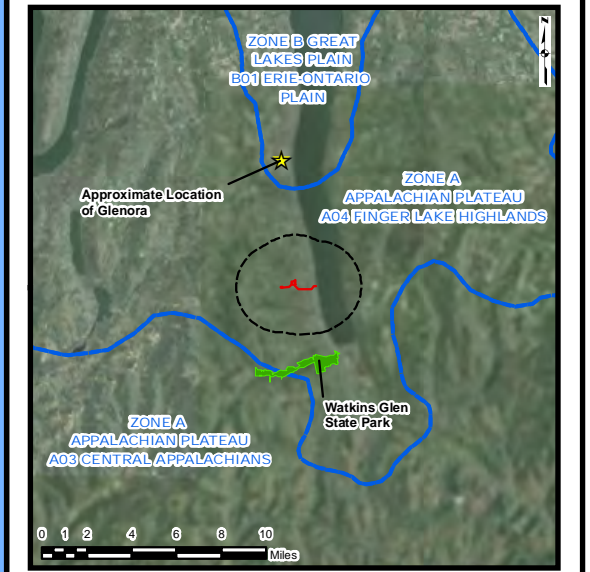 ZONE B GREAT
LAKES PLAIN
B01 ERIE-ONTARIO
PLAIN
N
Approximate Location
of Glenora
ZONE A
APPALACHIAN PLATEAU
A04 FINGER LAKE HIGHLANDS
Watkins Glen
State Park
ZONE A
APPALACHIAN PLATEAU
A03 CENTRAL APPALACHIANS
0 1 2 4 6 8 10
Miles